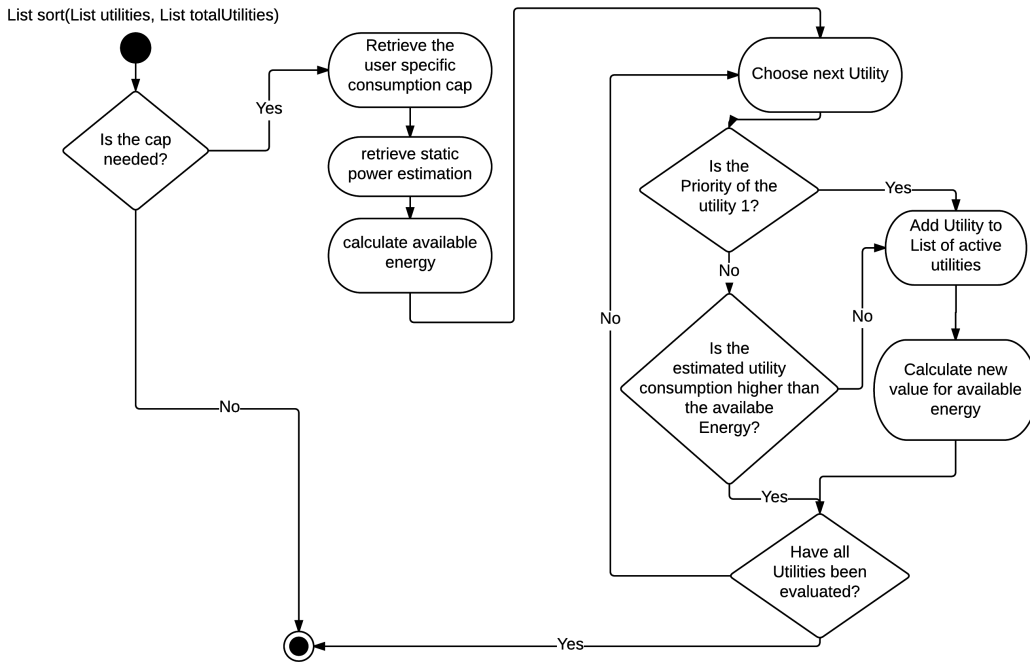 List sort(List utilities, List totalUtilities)
Is the cap
needed?
Yes
No
Retrieve the
user specific
consumption cap
retrieve static
power estimation
calculate available
energy
Choose next Utility
Is the
Priority of the
utility 1?
Yes
No
Add Utility to
List of active
utilities
Is the
estimated utility
consumption higher than
the availabe
Energy?
No
Yes
Calculate new
value for available
energy
Have all
Utilities been
evaluated?
No
Yes